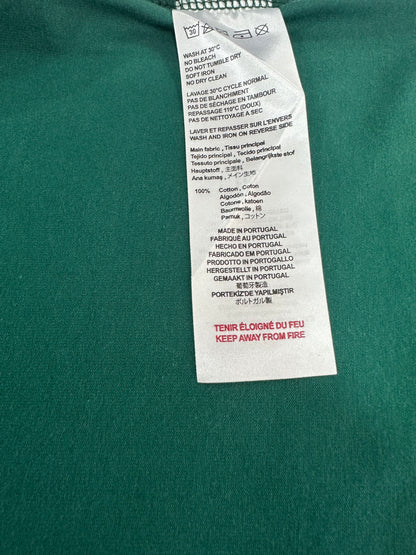 30
WASH AT 30°C
NO BLEACH
DO NOT TUMBLE DRY
SOFT IRON
NO DRY CLEAN
LAVAGE 30°C CYCLE NORMAL
PAS DE BLANCHIMENT
PAS DE SÉCHAGE EN TAMBOUR
REPASSAGE 110°C (DOUX)
PAS DE NETTOYAGE A SEC
LAVER ET REPASSER SUR L'ENVERS
WASH AND IRON ON REVERSE SIDE
Main fabric , Tissu principal
Tejido principal , Tecido principal
Tessuto principale , Belangrijkste stof
Hauptstoff , 主面料
Ana kumaş , メイン生地
100% Cotton , Coton
Algodón , Algodão
Cotone , katoen
Baumwolle , 棉
Pamuk , コットン
MADE IN PORTUGAL
FABRIQUÉ AU PORTUGAL
HECHO EN PORTUGAL
FABRICADO EM PORTUGAL
PRODOTTO IN PORTOGALLO
HERGESTELLT IN PORTUGAL
GEMAAKT IN PORTUGAL
葡萄牙製造
PORTEKİZ'DE YAPILMIŞTIR
ポルトガル製
TENIR ÉLOIGNÉ DU FEU
KEEP AWAY FROM FIRE